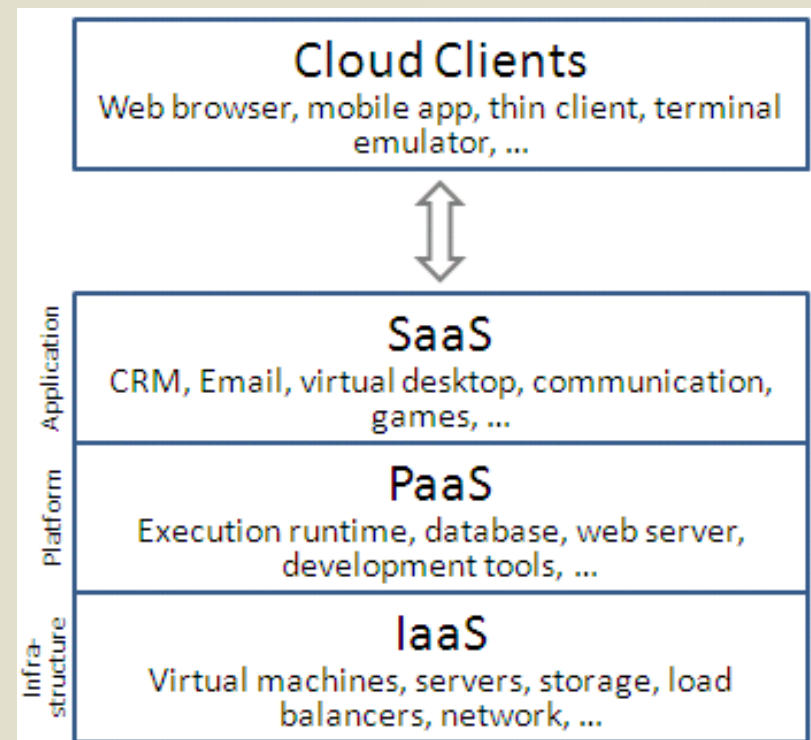 Cloud Clients
Web browser, mobile app, thin client, terminal
emulator, ...
Application
SaaS
CRM, Email, virtual desktop, communication,
games, ...
Platform
PaaS
Execution runtime, database, web server,
development tools, ...
Infra-
structure
IaaS
Virtual machines, servers, storage, load
balancers, network, ...